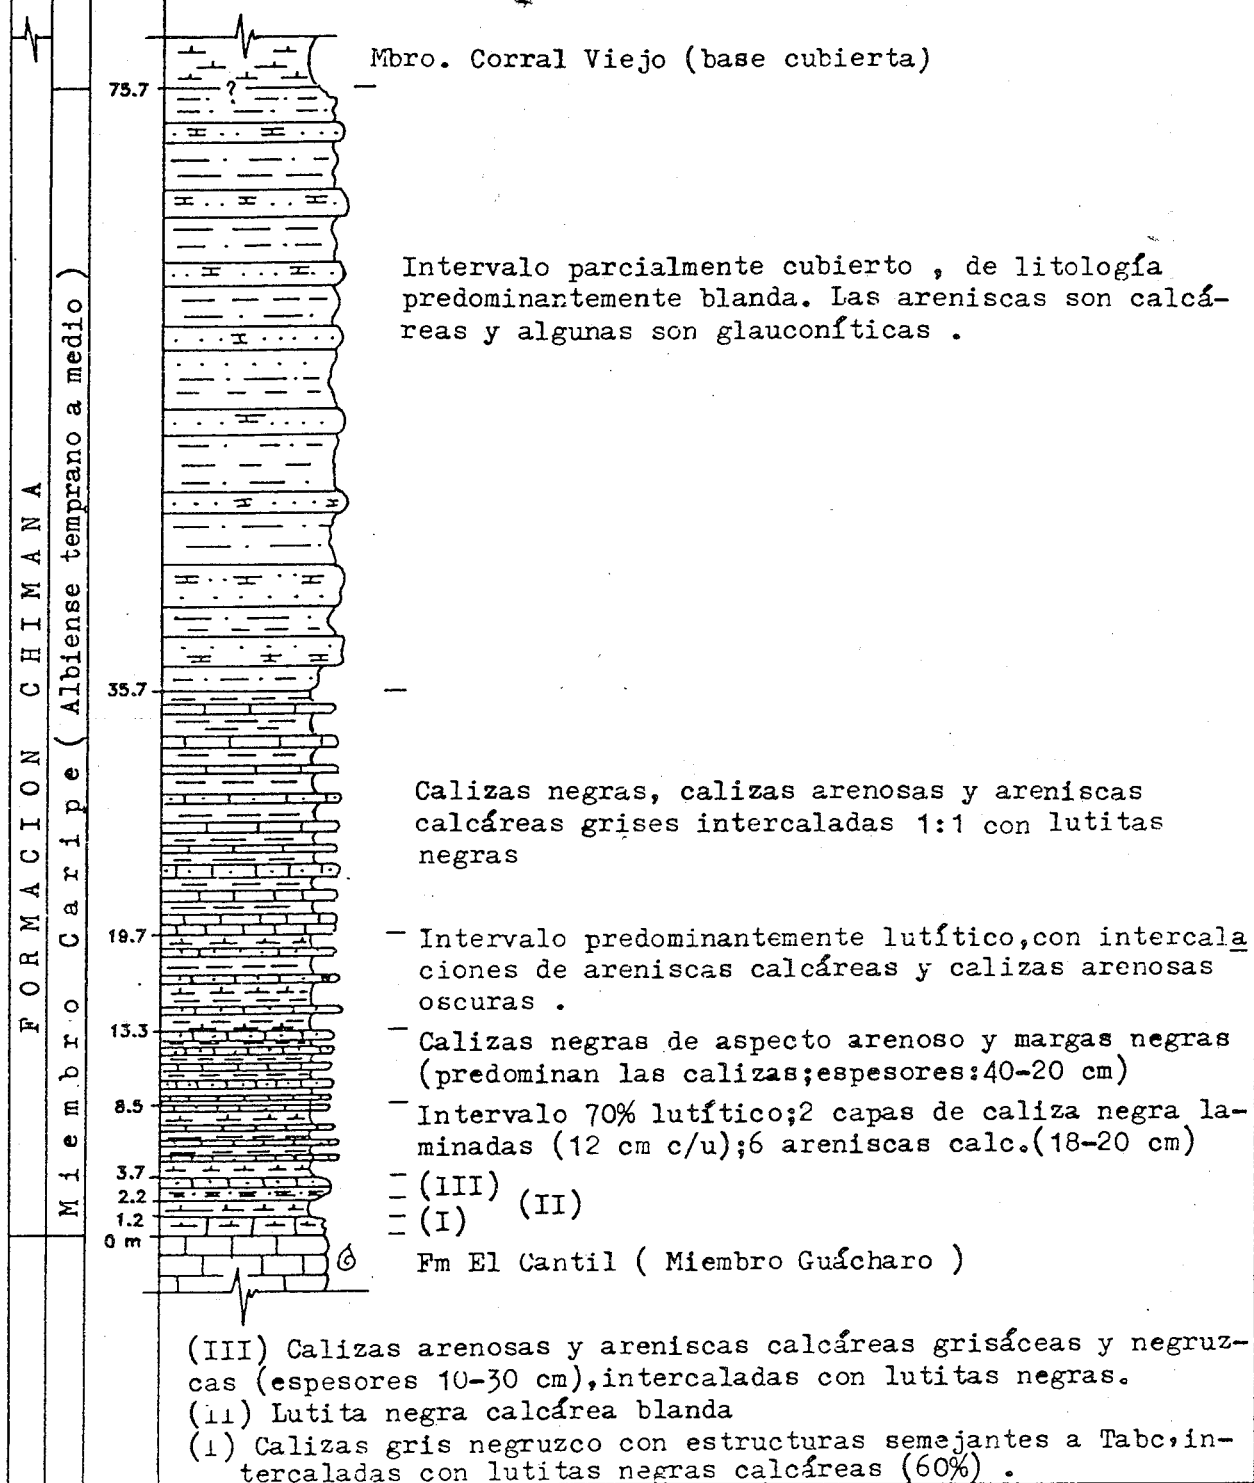 FORMACION CHIMANA
Miembro Caripe (Albiense temprano a medio)
Mbro. Corral Viejo (base cubierta)
75.7
?
Intervalo parcialmente cubierto , de litología
predominantemente blanda. Las areniscas son calcá-
reas y algunas son glauconíticas .
35.7
Calizas negras, calizas arenosas y areniscas
calcáreas grises intercaladas 1:1 con lutitas
negras
19.7
Intervalo predominantemente lutítico,con intercala
ciones de areniscas calcáreas y calizas arenosas
oscuras .
13.3
Calizas negras de aspecto arenoso y margas negras
(predominan las calizas;espesores:40-20 cm)
8.5
Intervalo 70% lutítico;2 capas de caliza negra la-
minadas (12 cm c/u);6 areniscas calc.(18-20 cm)
3.7
(III)
2.2
(II)
1.2
(I)
0 m
Fm El Cantil ( Miembro Guácharo )
(III) Calizas arenosas y areniscas calcáreas grisáceas y negruz-
cas (espesores 10-30 cm),intercaladas con lutitas negras.
(ii) Lutita negra calcárea blanda
(i) Calizas gris negruzco con estructuras semejantes a Tabc,in-
tercaladas con lutitas negras calcáreas (60%) .